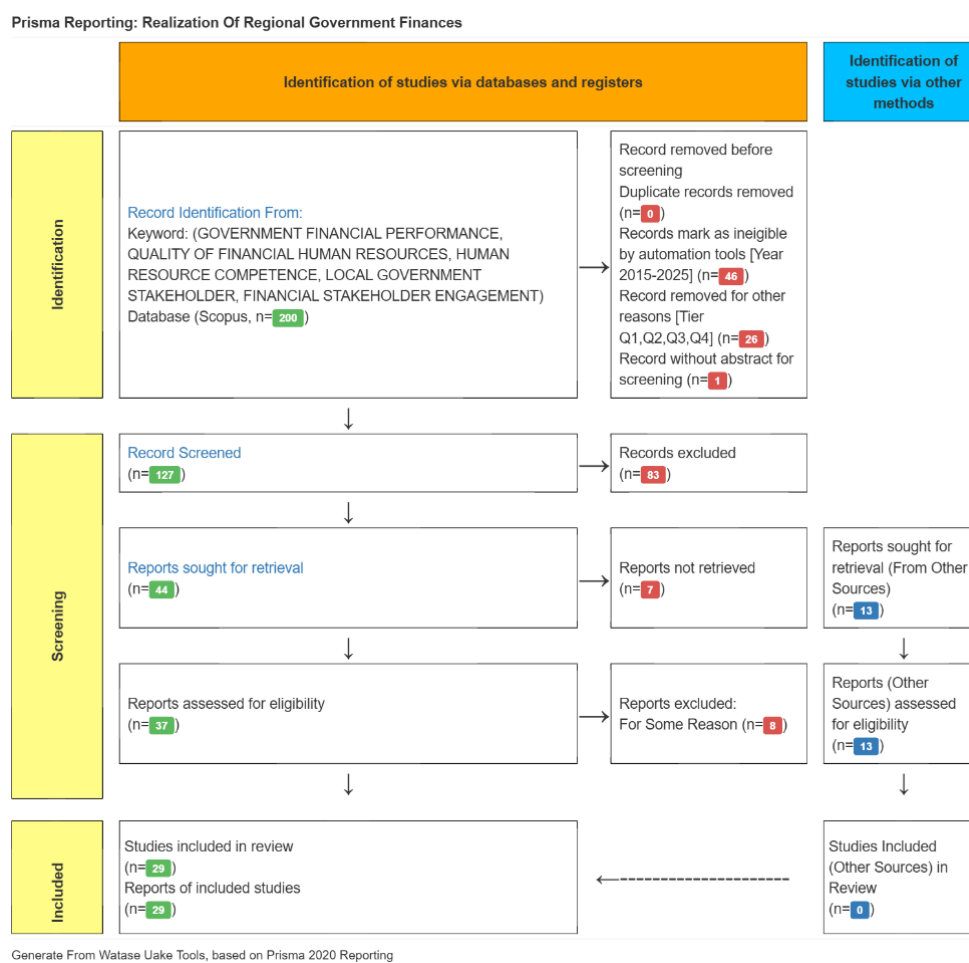 Prisma Reporting: Realization Of Regional Government Finances
Identification of studies via databases and registers
Identification of
studies via other
methods
Identification
Record Identification From:
Keyword: (GOVERNMENT FINANCIAL PERFORMANCE,
QUALITY OF FINANCIAL HUMAN RESOURCES, HUMAN
RESOURCE COMPETENCE, LOCAL GOVERNMENT
STAKEHOLDER, FINANCIAL STAKEHOLDER ENGAGEMENT)
Database (Scopus, n=200)
Record removed before
screening
Duplicate records removed
(n=0)
Records mark as ineigible
by automation tools [Year
2015-2025] (n=46)
Record removed for other
reasons [Tier
Q1,Q2,Q3,Q4] (n=26)
Record without abstract for
screening (n=1)
Screening
Record Screened
(n=127)
Records excluded
(n=83)
Reports sought for retrieval
(n=44)
Reports not retrieved
(n=7)
Reports sought for
retrieval (From Other
Sources)
(n=13)
Reports assessed for eligibility
(n=37)
Reports excluded:
For Some Reason (n=8)
Reports (Other
Sources) assessed
for eligibility
(n=13)
Included
Studies included in review
(n=29)
Reports of included studies
(n=29)
Studies Included
(Other Sources) in
Review
(n=0)
Generate From Watase Uake Tools, based on Prisma 2020 Reporting